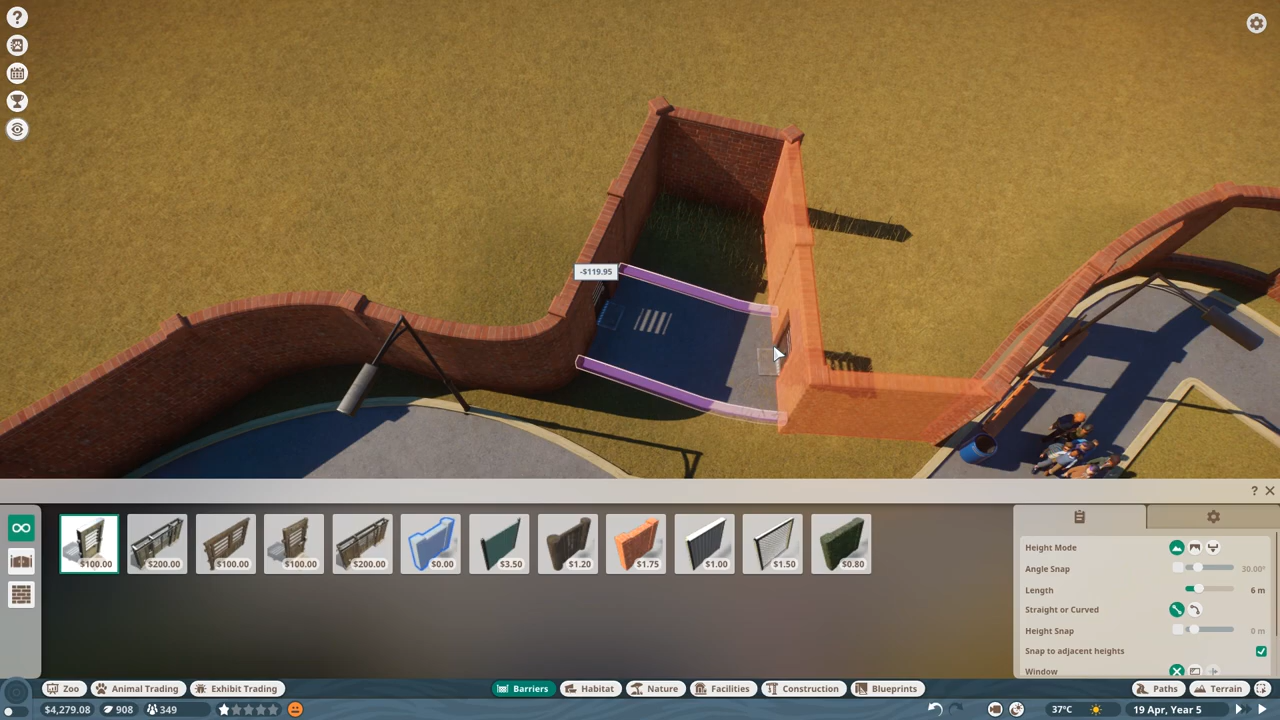 -$119.95
?
$100.00
$200.00
$100.00
$100.00
$200.00
$0.00
$3.50
$1.20
$1.75
$1.00
$1.50
$0.80
Height Mode
Angle Snap
30.00°
Length
6 m
Straight or Curved
Height Snap
0 m
Snap to adjacent heights
Window
Zoo
Animal Trading
Exhibit Trading
Barriers
Habitat
Nature
Facilities
Construction
Blueprints
Paths
Terrain
$4,279.08
908
349
37°C
19 Apr, Year 5